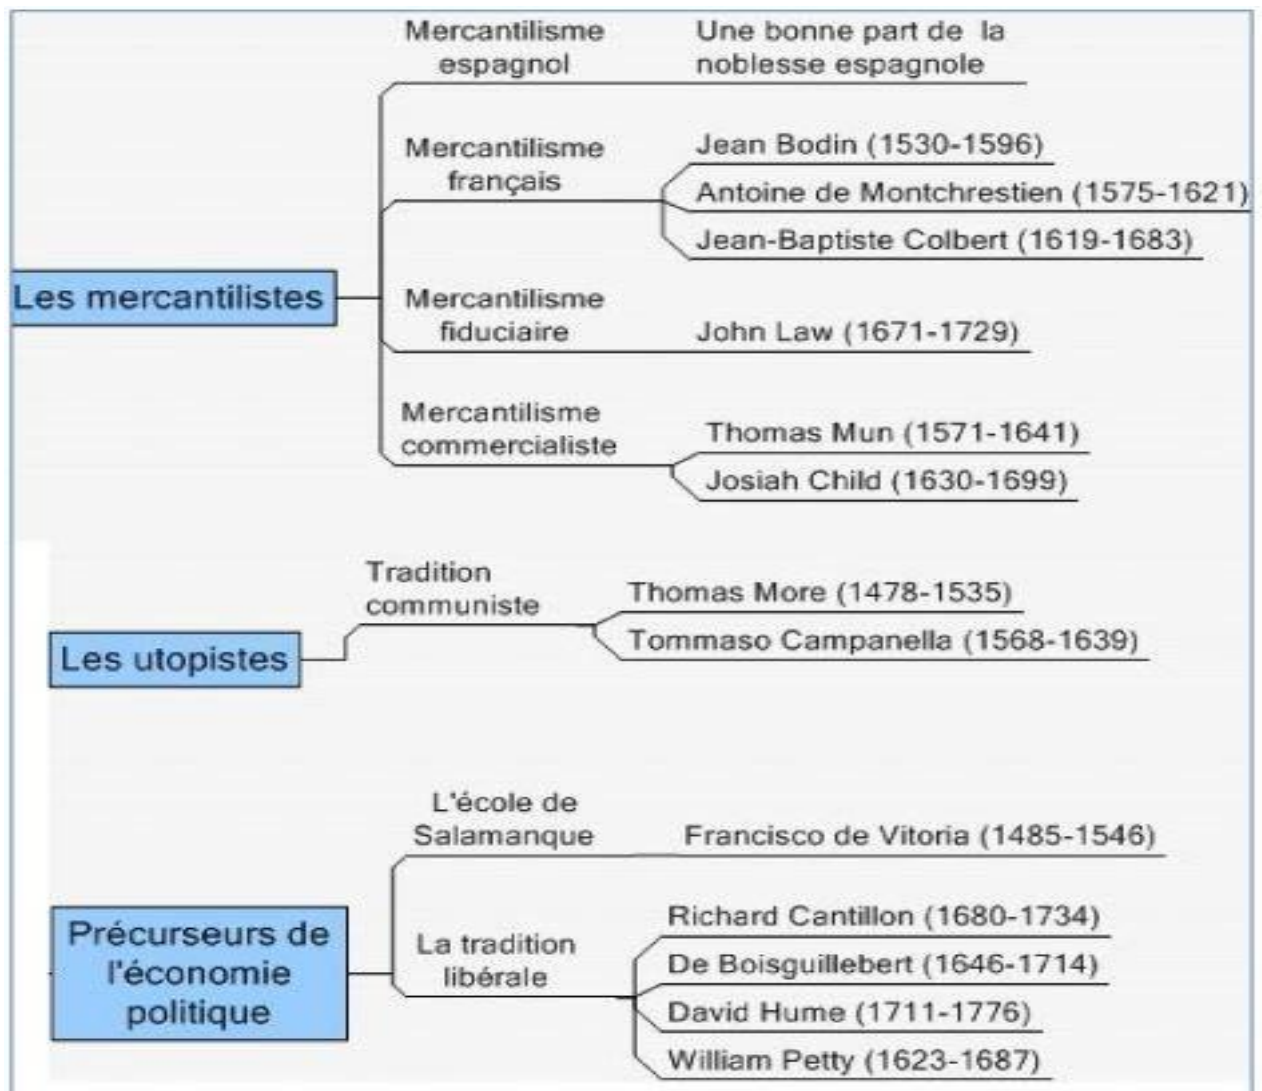 Mercantilisme
espagnol
Une bonne part de la
noblesse espagnole
Mercantilisme
français
Jean Bodin (1530-1596)
Antoine de Montchrestien (1575-1621)
Jean-Baptiste Colbert (1619-1683)
Les mercantilistes
Mercantilisme
fiduciaire
John Law (1671-1729)
Mercantilisme
commercialiste
Thomas Mun (1571-1641)
Josiah Child (1630-1699)
Les utopistes
Tradition
communiste
Thomas More (1478-1535)
Tommaso Campanella (1568-1639)
Précurseurs de
l'économie
politique
L'école de
Salamanque
Francisco de Vitoria (1485-1546)
La tradition
libérale
Richard Cantillon (1680-1734)
De Boisguillebert (1646-1714)
David Hume (1711-1776)
William Petty (1623-1687)